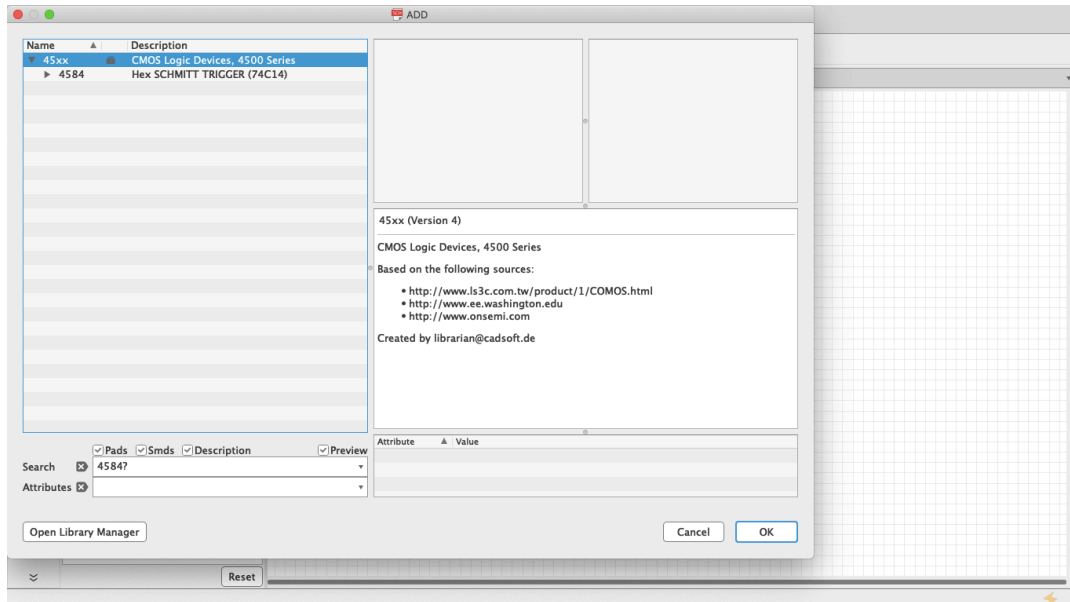 ADD
Name Description
45xx CMOS Logic Devices, 4500 Series
4584 Hex SCHMITT TRIGGER (74C14)
45xx (Version 4)
CMOS Logic Devices, 4500 Series
Based on the following sources:
• http://www.ls3c.com.tw/product/1/COMOS.html
• http://www.ee.washington.edu
• http://www.onsemi.com
Created by librarian@cadsoft.de
Pads Smds Description Preview
Search 4584?
Attributes
Attribute Value
Open Library Manager Cancel OK
Reset